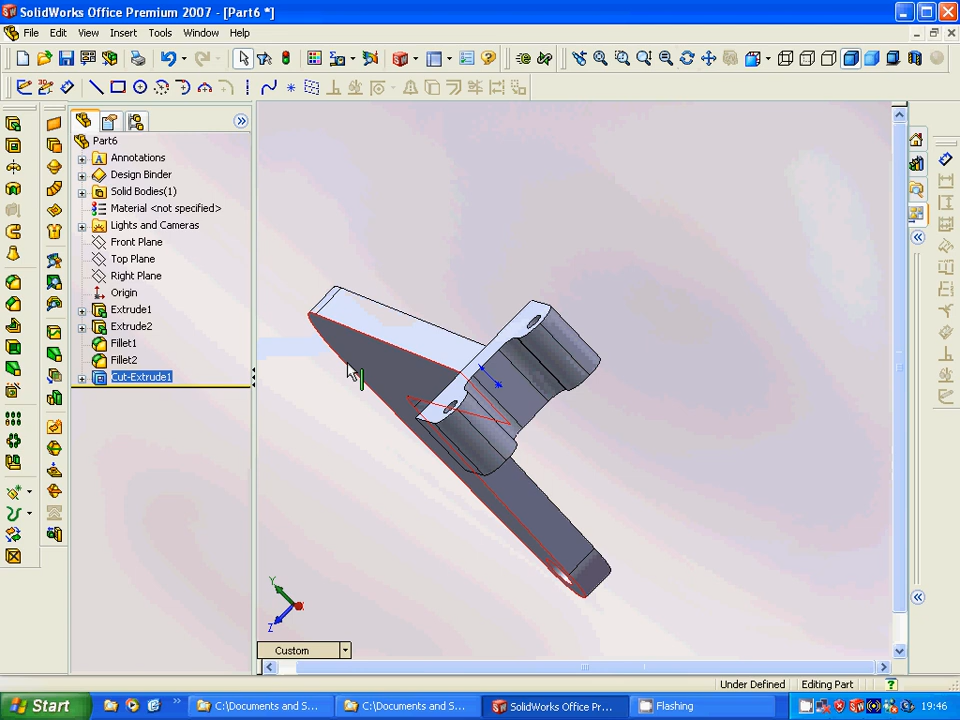 SolidWorks Office Premium 2007 - [Part6 *]
File Edit View Insert Tools Window Help
Part6
Annotations
Design Binder
Solid Bodies(1)
Material <not specified>
Lights and Cameras
Front Plane
Top Plane
Right Plane
Origin
Extrude1
Extrude2
Fillet1
Fillet2
Cut-Extrude1
Y
Z
Custom
Under Defined Editing Part
Start C:\Documents and S... C:\Documents and S... SolidWorks Office Pr... Flashing 19:46